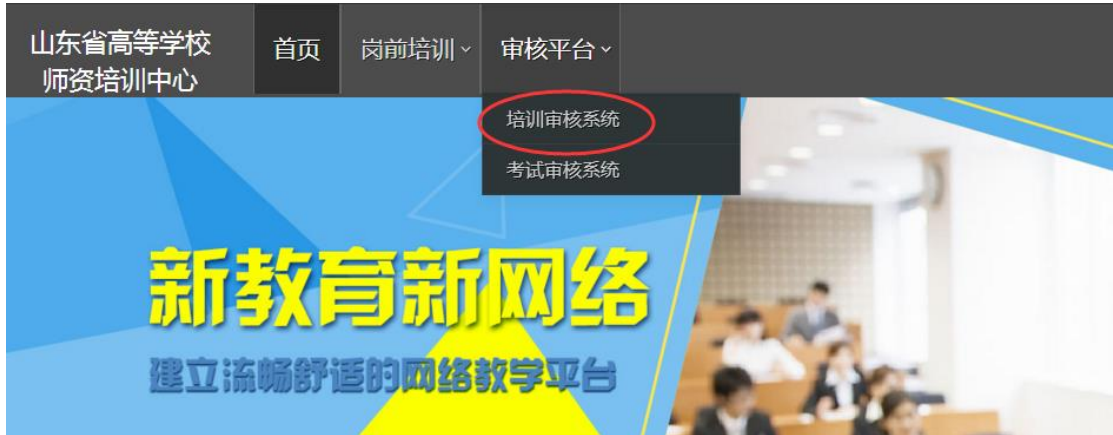 山东省高等学校
师资培训中心
首页
岗前培训
审核平台
培训审核系统
考试审核系统
新教育新网络
建立流畅舒适的网络教学平台